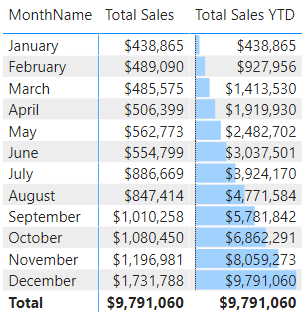 MonthName Total Sales Total Sales YTD
January $438,865 $438,865
February $489,090 $927,956
March $485,575 $1,413,530
April $506,399 $1,919,930
May $562,773 $2,482,702
June $554,799 $3,037,501
July $886,669 $3,924,170
August $847,414 $4,771,584
September $1,010,258 $5,781,842
October $1,080,450 $6,862,291
November $1,196,981 $8,059,273
December $1,731,788 $9,791,060
Total $9,791,060 $9,791,060